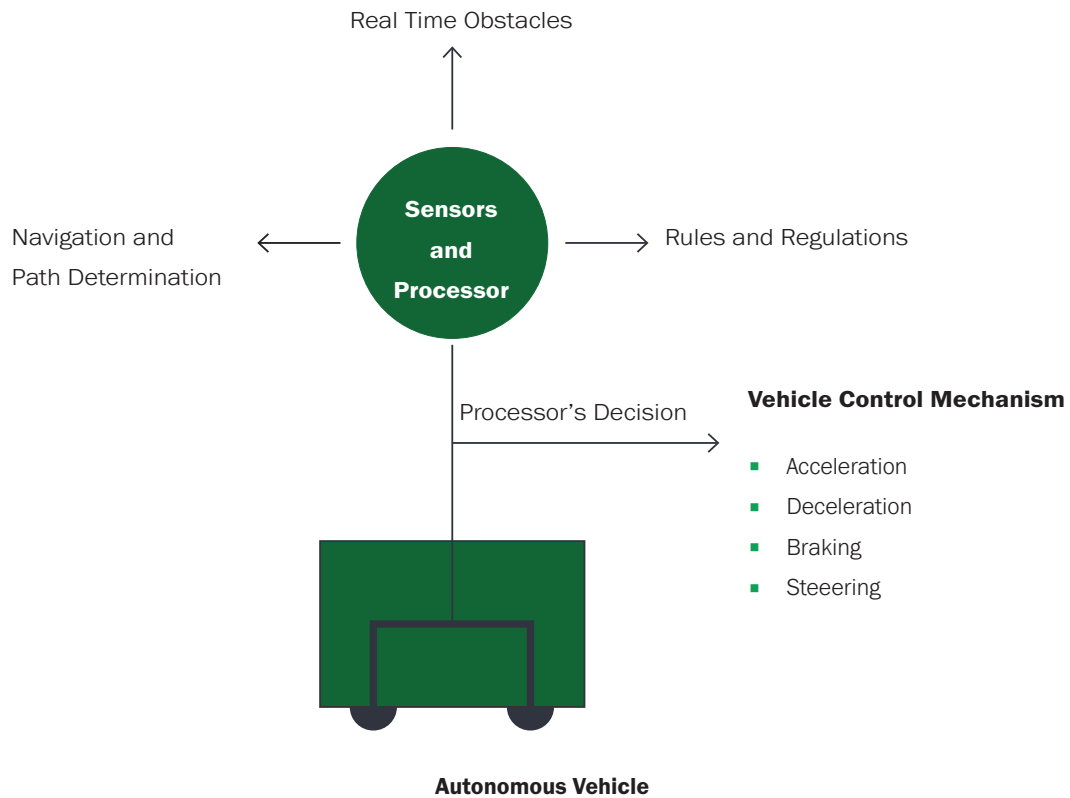 Real Time Obstacles
Sensors
and
Processor
Navigation and
Path Determination
Rules and Regulations
Processor’s Decision
Vehicle Control Mechanism
Acceleration
Deceleration
Braking
Steeering
Autonomous Vehicle